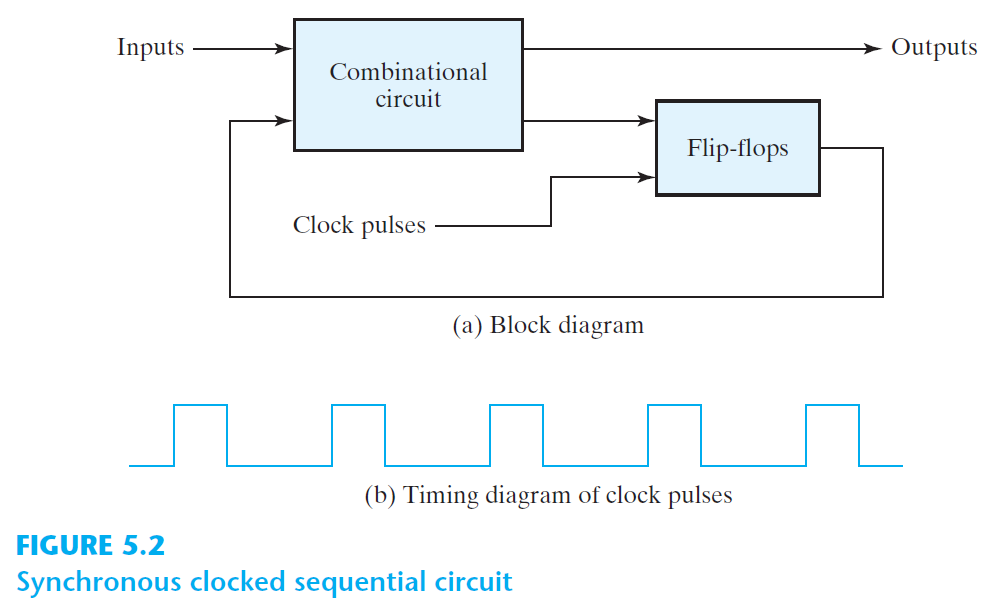 Inputs
Outputs
Combinational
circuit
Flip-flops
Clock pulses
(a) Block diagram
(b) Timing diagram of clock pulses
FIGURE 5.2
Synchronous clocked sequential circuit